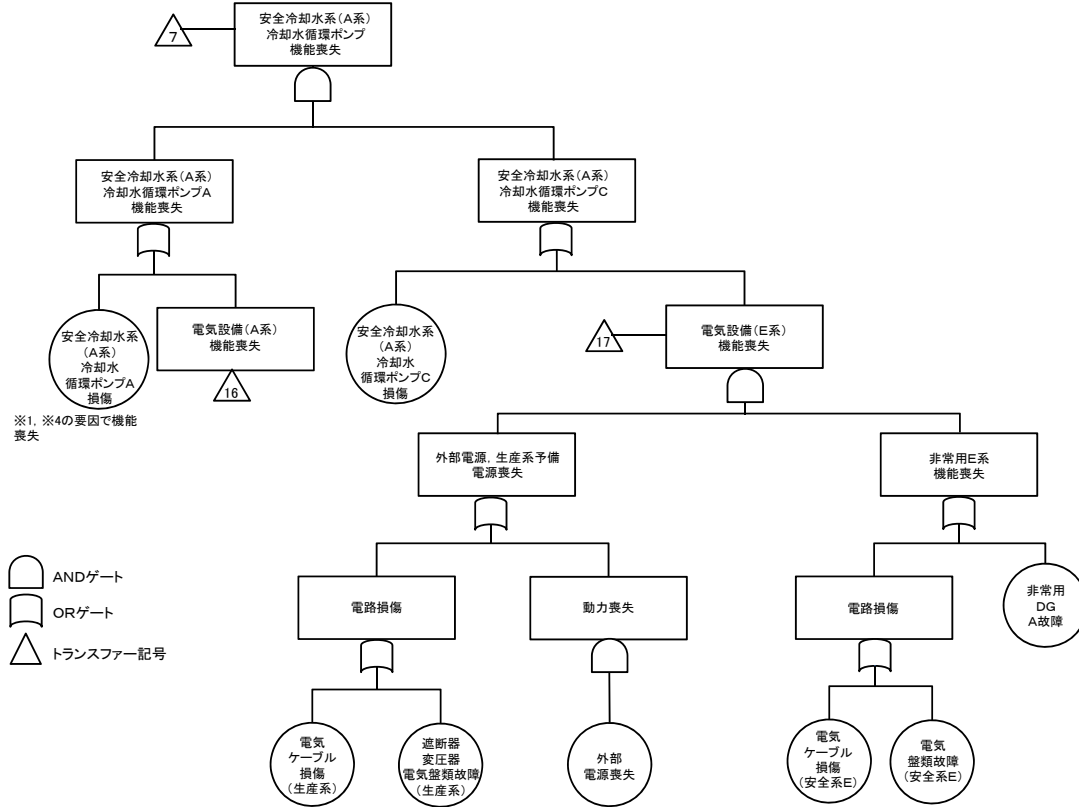 安全冷却水系(A系)
冷却水循環ポンプ
機能喪失
7
安全冷却水系(A系)
冷却水循環ポンプA
機能喪失
安全冷却水系(A系)
冷却水循環ポンプC
機能喪失
安全冷却水系
(A系)
冷却水
循環ポンプA
損傷
※1，※4の要因で機能
喪失
電気設備(A系)
機能喪失
16
安全冷却水系
(A系)
冷却水
循環ポンプC
損傷
17
電気設備(E系)
機能喪失
外部電源，生産系予備
電源喪失
非常用E系
機能喪失
電路損傷
動力喪失
電路損傷
非常用
DG
A故障
電気
ケーブル
損傷
(生産系)
遮断器
変圧器
電気盤類故障
(生産系)
外部
電源喪失
電気
ケーブル
損傷
(安全系E)
電気
盤類故障
(安全系E)
ANDゲート
ORゲート
トランスファー記号